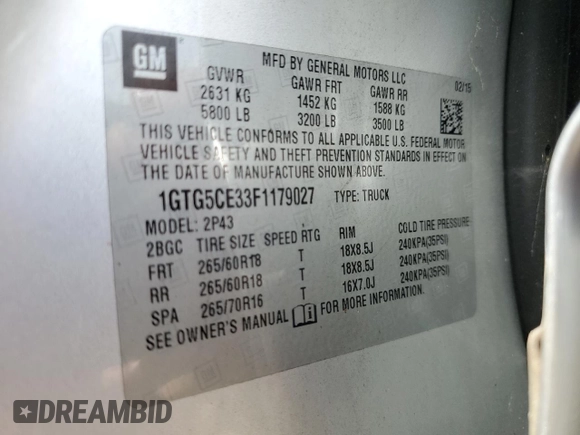 GM
MFD BY GENERAL MOTORS LLC
02/15
GVWR GAWR FRT GAWR RR
2631 KG 1452 KG 1588 KG
5800 LB 3200 LB 3500 LB
THIS VEHICLE CONFORMS TO ALL APPLICABLE U.S. FEDERAL MOTOR
VEHICLE SAFETY AND THEFT PREVENTION STANDARDS IN EFFECT ON
THE DATE OF MANUFACTURE SHOWN ABOVE.
1GTG5CE33F1179027 TYPE: TRUCK
MODEL: 2P43
2BGC TIRE SIZE SPEED RTG RIM COLD TIRE PRESSURE
FRT 265/60R18 T 18X8.5J 240KPA(35PSI)
RR 265/60R18 T 18X8.5J 240KPA(35PSI)
SPA 265/70R16 T 16X7.0J 240KPA(35PSI)
SEE OWNER'S MANUAL FOR MORE INFORMATION.
DREAMBID